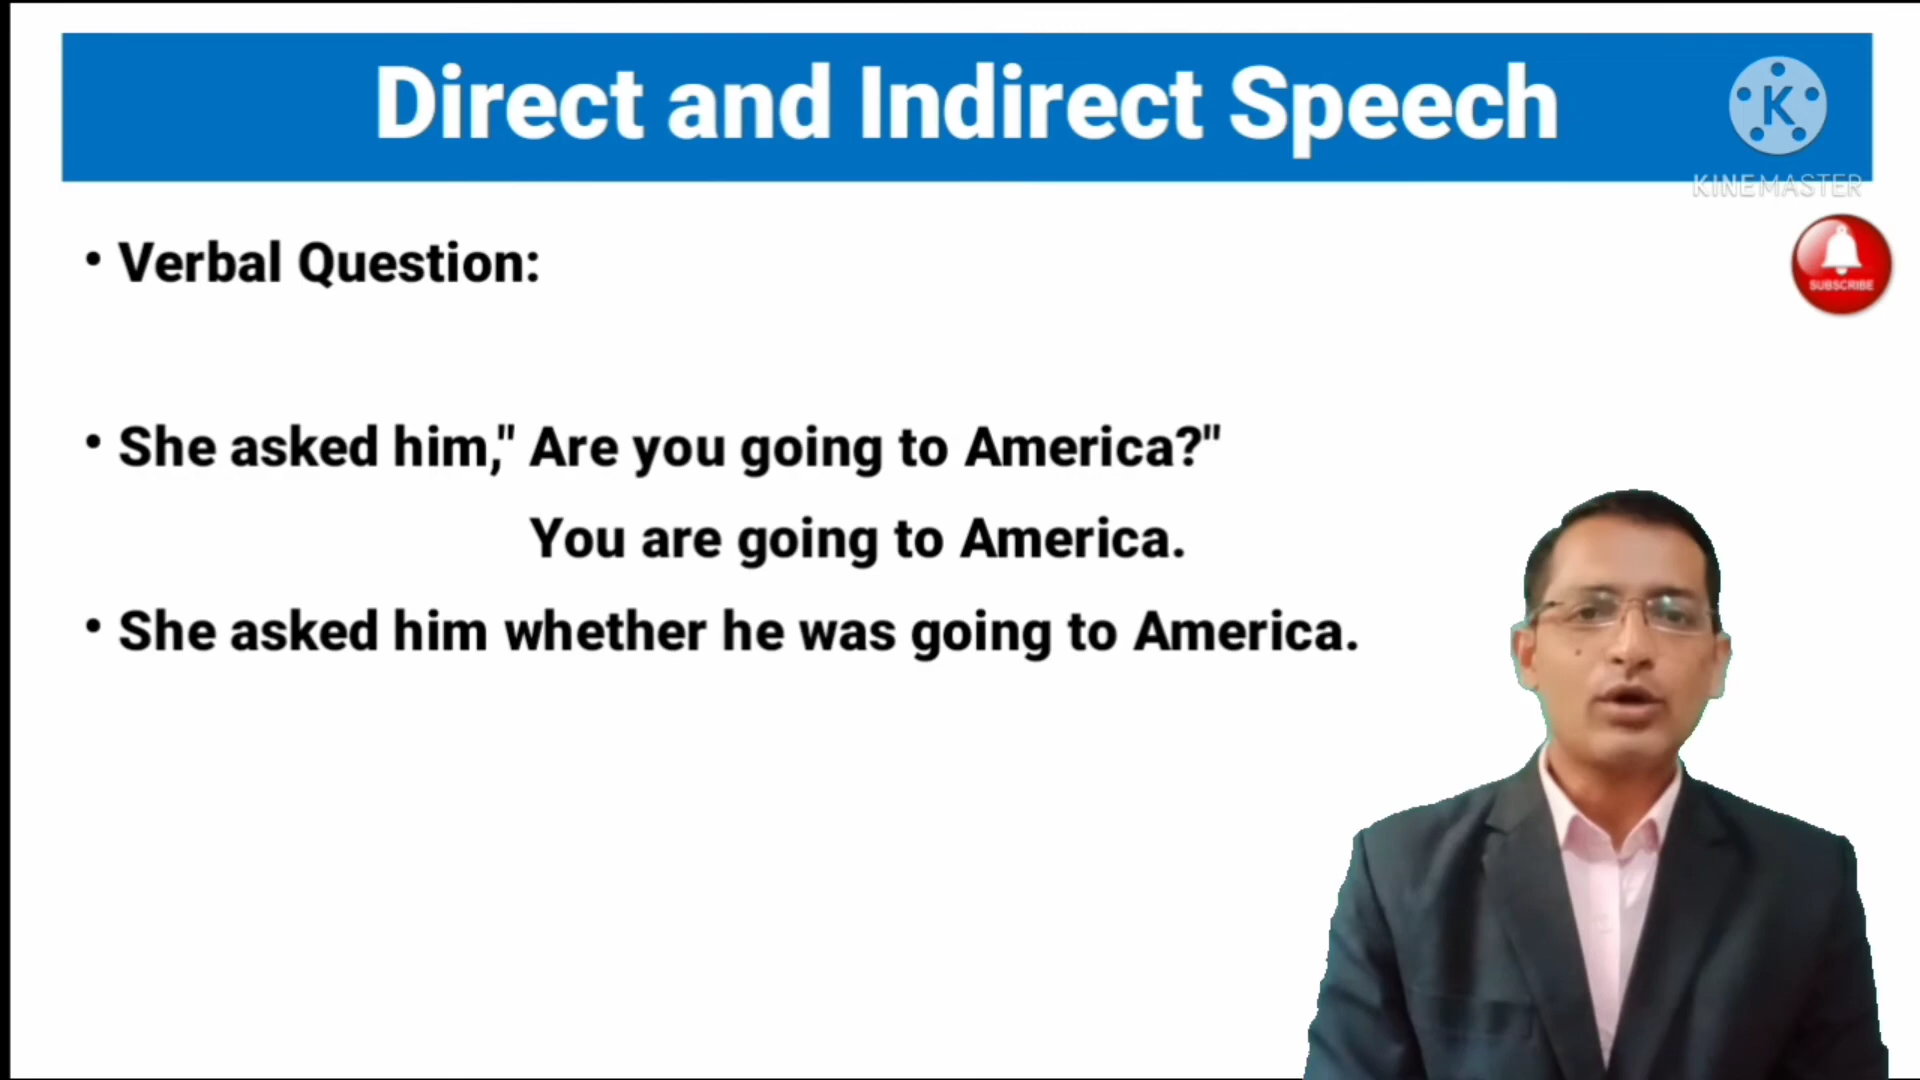 Direct and Indirect Speech
K
KINEMASTER
SUBSCRIBE
• Verbal Question:
• She asked him," Are you going to America?"
You are going to America.
• She asked him whether he was going to America.